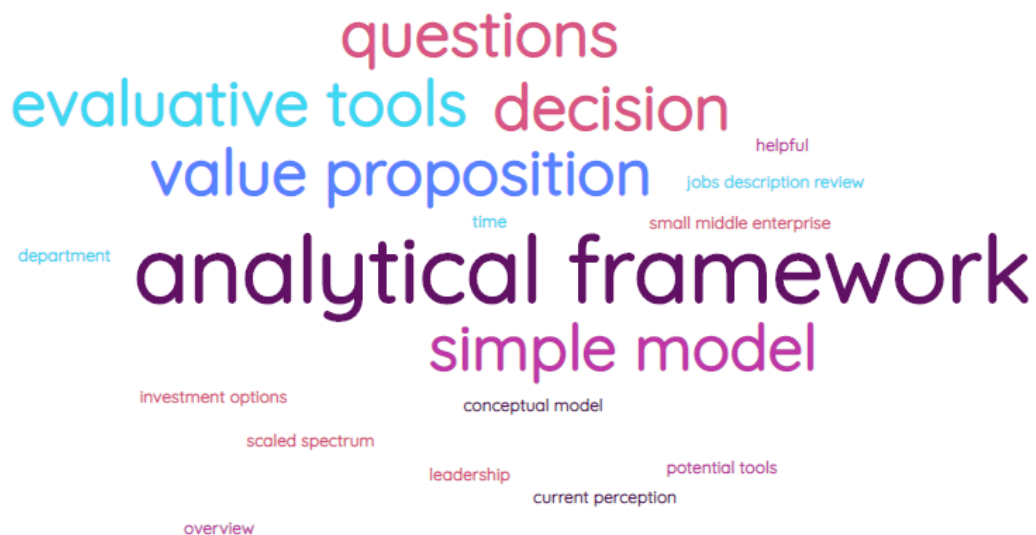 questions
evaluative tools
decision
helpful
value proposition
jobs description review
time
small middle enterprise
department
analytical framework
simple model
investment options
conceptual model
scaled spectrum
leadership
potential tools
current perception
overview